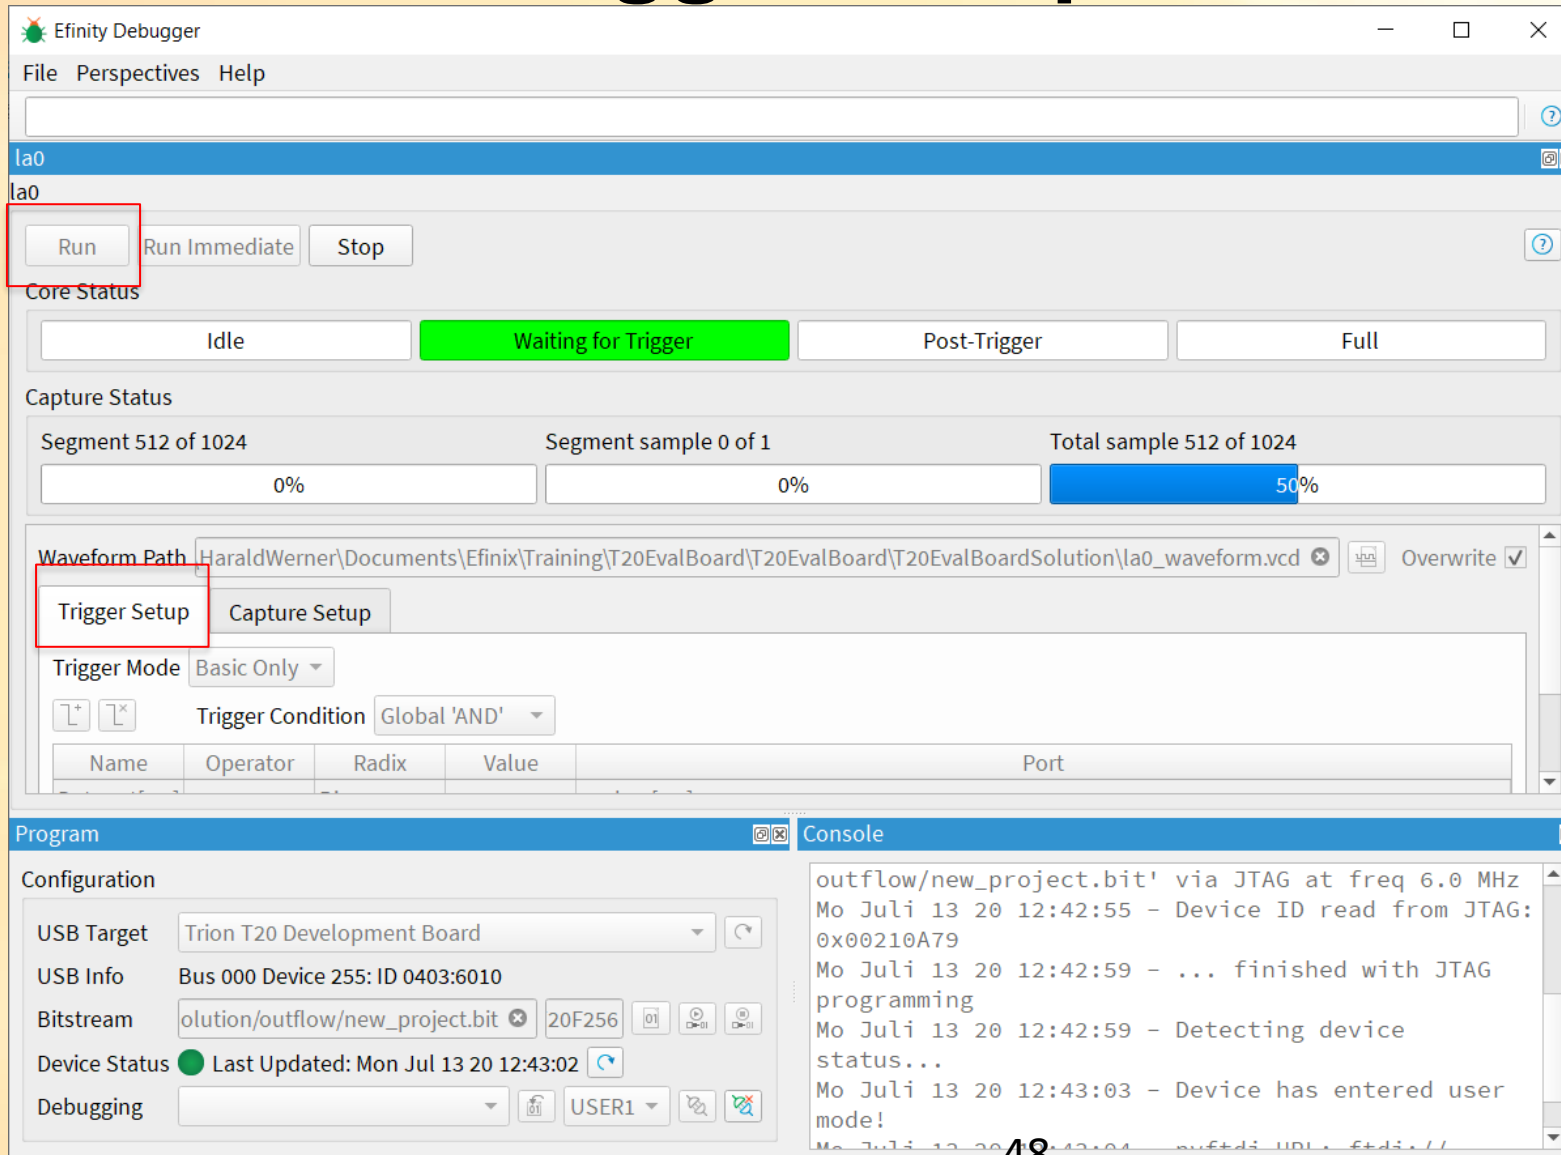 Efinity Debugger
File Perspectives Help
la0
la0
Run Run Immediate Stop
Core Status
Idle Waiting for Trigger Post-Trigger Full
Capture Status
Segment 512 of 1024 Segment sample 0 of 1 Total sample 512 of 1024
0% 0% 50%
Waveform Path HaraldWerner\Documents\Efinix\Training\T20EvalBoard\T20EvalBoard\T20EvalBoardSolution\la0_waveform.vcd Overwrite
Trigger Setup Capture Setup
Trigger Mode Basic Only
Trigger Condition Global 'AND'
Name Operator Radix Value Port
Program
Configuration
USB Target Trion T20 Development Board
USB Info Bus 000 Device 255: ID 0403:6010
Bitstream olution/outflow/new_project.bit 20F256
Device Status Last Updated: Mon Jul 13 20 12:43:02
Debugging USER1
Console
outflow/new_project.bit' via JTAG at freq 6.0 MHz
Mo Juli 13 20 12:42:55 - Device ID read from JTAG:
0x00210A79
Mo Juli 13 20 12:42:59 - ... finished with JTAG
programming
Mo Juli 13 20 12:42:59 - Detecting device
status...
Mo Juli 13 20 12:43:03 - Device has entered user
mode!
48